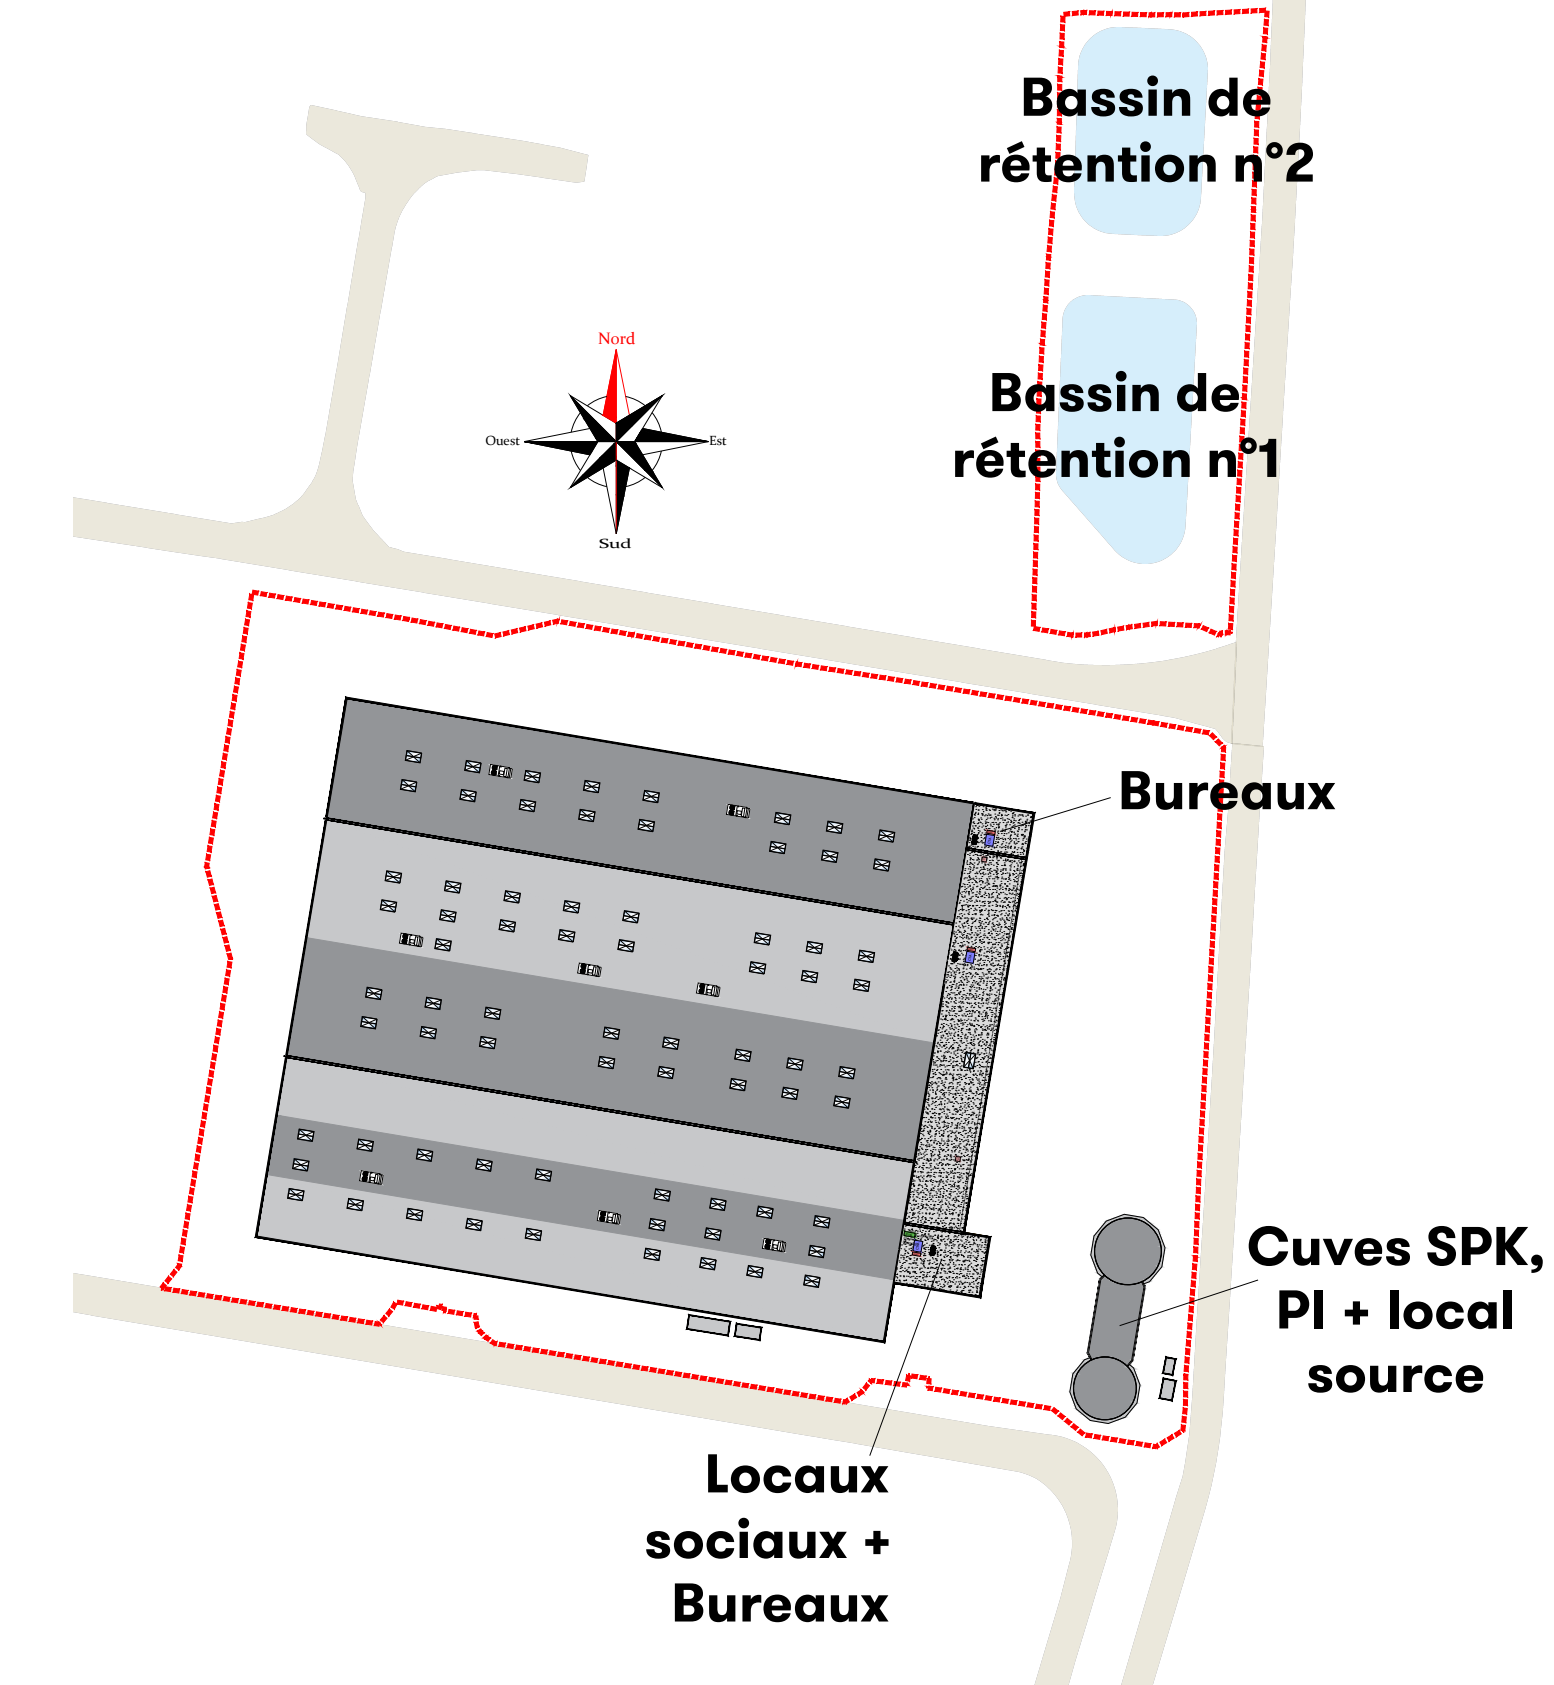 Bassin de
rétention n°2
Nord
Ouest
Est
Sud
Bassin de
rétention n°1
Bureaux
Cuves SPK,
PI + local
source
Locaux
sociaux +
Bureaux